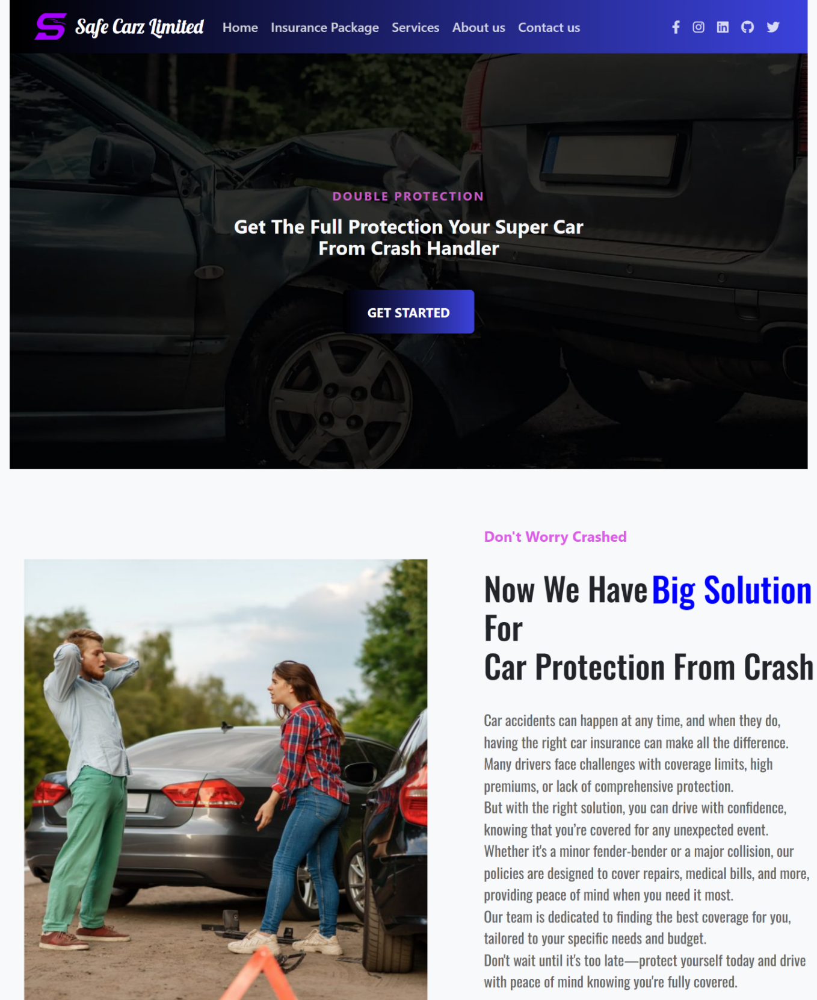 Safe Carz Limited Home Insurance Package Services About us Contact us
DOUBLE PROTECTION
Get The Full Protection Your Super Car
From Crash Handler
GET STARTED
Don't Worry Crashed
Now We Have Big Solution
For
Car Protection From Crash
Car accidents can happen at any time, and when they do,
having the right car insurance can make all the difference.
Many drivers face challenges with coverage limits, high
premiums, or lack of comprehensive protection.
But with the right solution, you can drive with confidence,
knowing that you’re covered for any unexpected event.
Whether it's a minor fender-bender or a major collision, our
policies are designed to cover repairs, medical bills, and more,
providing peace of mind when you need it most.
Our team is dedicated to finding the best coverage for you,
tailored to your specific needs and budget.
Don't wait until it's too late—protect yourself today and drive
with peace of mind knowing you're fully covered.